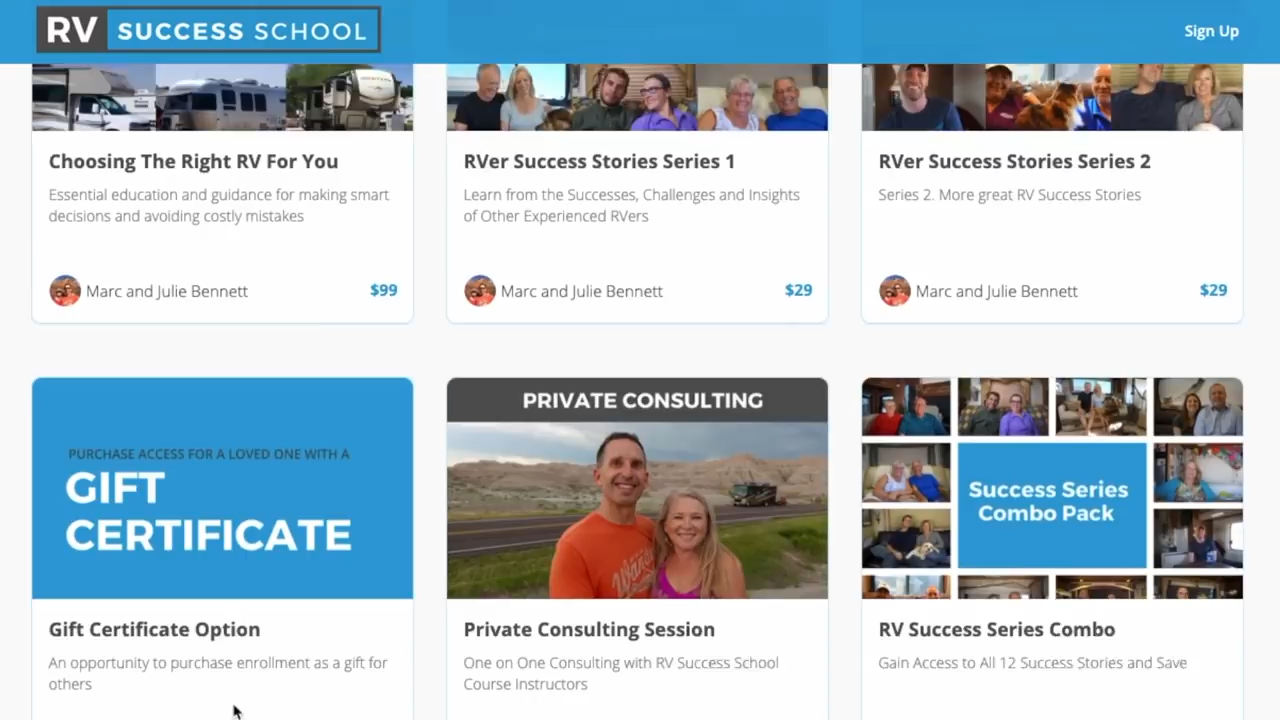 RV SUCCESS SCHOOL
Sign Up
Choosing The Right RV For You
Essential education and guidance for making smart
decisions and avoiding costly mistakes
Marc and Julie Bennett
$99
RVer Success Stories Series 1
Learn from the Successes, Challenges and Insights
of Other Experienced RVers
Marc and Julie Bennett
$29
RVer Success Stories Series 2
Series 2. More great RV Success Stories
Marc and Julie Bennett
$29
PURCHASE ACCESS FOR A LOVED ONE WITH A
GIFT
CERTIFICATE
Gift Certificate Option
An opportunity to purchase enrollment as a gift for
others
PRIVATE CONSULTING
Private Consulting Session
One on One Consulting with RV Success School
Course Instructors
Success Series
Combo Pack
RV Success Series Combo
Gain Access to All 12 Success Stories and Save